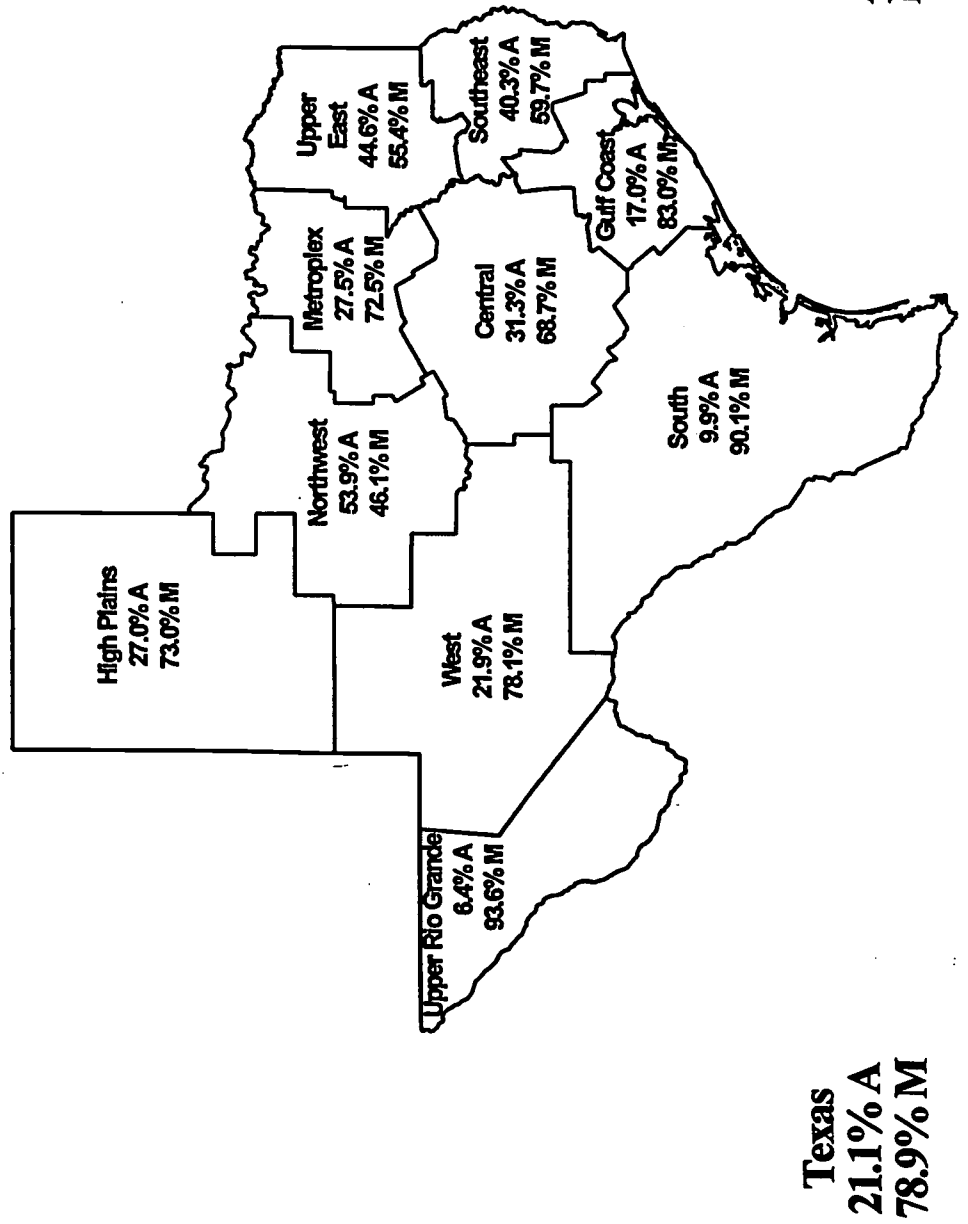 High Plains
27.0% A
73.0% M
Northwest
53.9% A
46.1% M
Metroplex
27.5% A
72.5% M
Upper
East
44.6% A
55.4% M
Upper Rio Grande
6.4% A
93.6% M
West
21.9% A
78.1% M
Central
31.3% A
68.7% M
Southeast
40.3% A
59.7% M
Gulf Coast
17.0% A
83.0% M
South
9.9% A
90.1% M
Texas
21.1% A
78.9% M